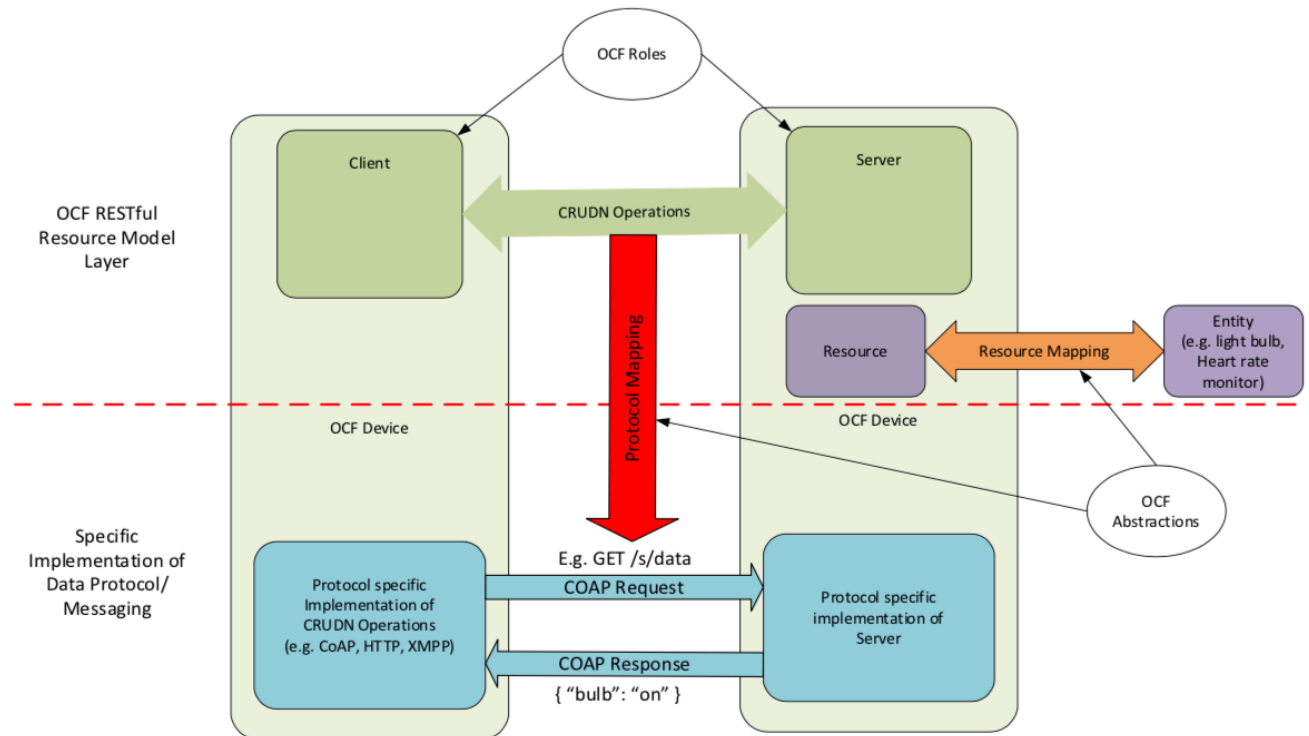 OCF Roles
Client
Server
OCF RESTful
Resource Model
Layer
CRUDN Operations
Protocol Mapping
Resource
Resource Mapping
Entity
(e.g. light bulb,
Heart rate
monitor)
OCF Device
OCF Device
OCF
Abstractions
Specific
Implementation of
Data Protocol/
Messaging
E.g. GET /s/data
COAP Request
Protocol specific
Implementation of
CRUDN Operations
(e.g. CoAP, HTTP, XMPP)
Protocol specific
implementation of
Server
COAP Response
{ “bulb”: “on” }